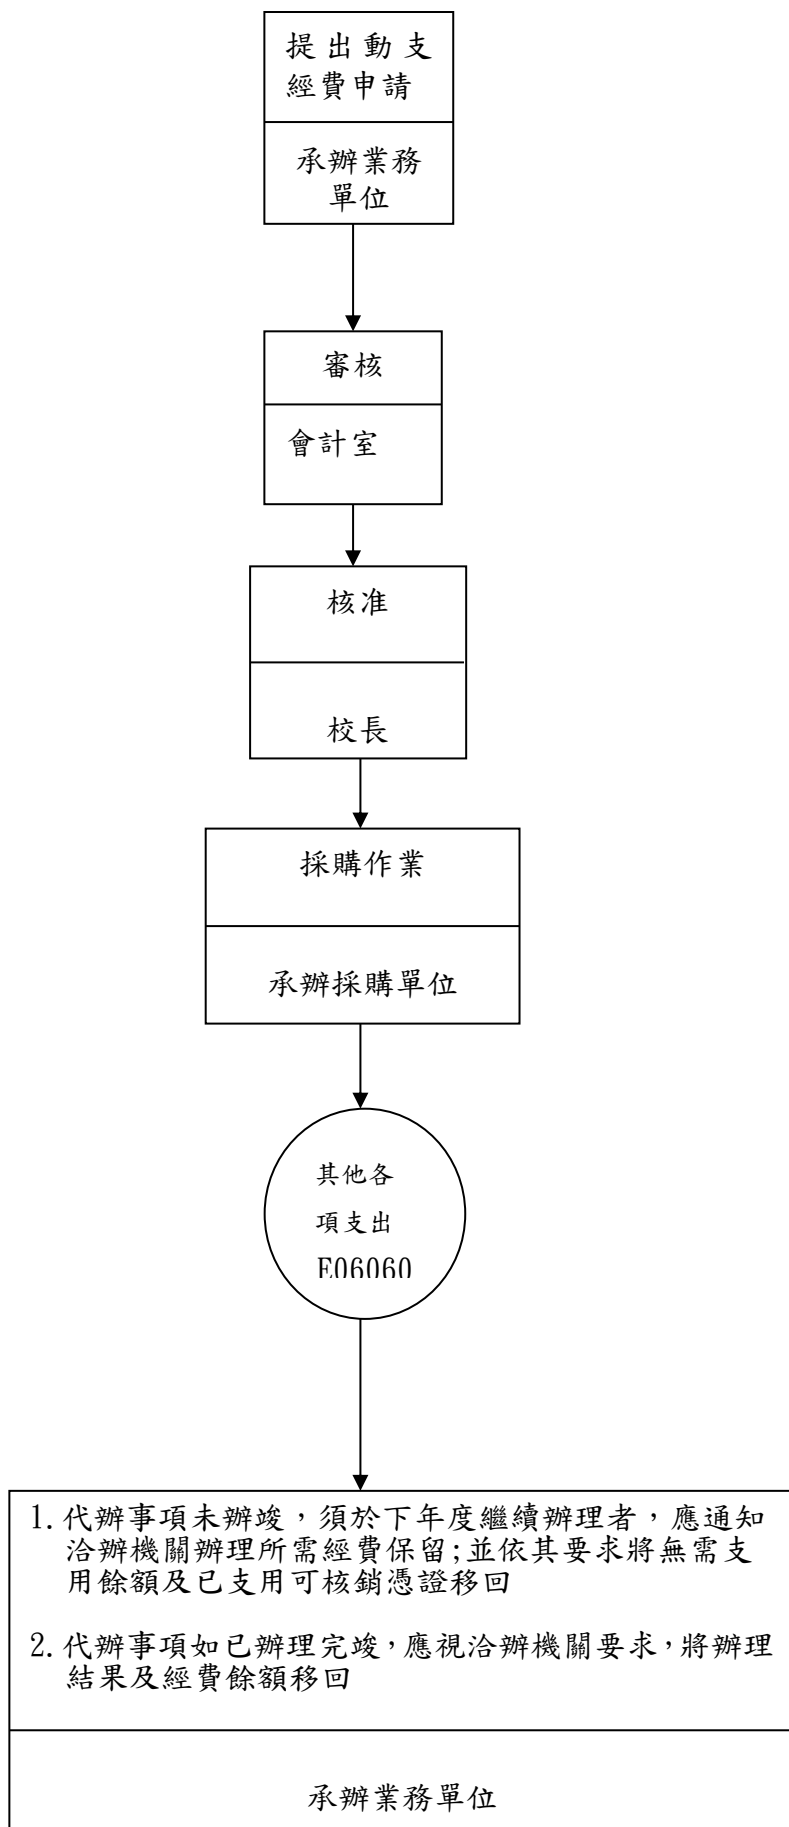 提出動支
經費申請
承辦業務
單位
審核
會計室
核准
校長
採購作業
承辦採購單位
其他各
項支出
E06060
1. 代辦事項未辦竣，須於下年度繼續辦理者，應通知
洽辦機關辦理所需經費保留;並依其要求將無需支
用餘額及已支用可核銷憑證移回
2. 代辦事項如已辦理完竣，應視洽辦機關要求，將辦理
結果及經費餘額移回
承辦業務單位